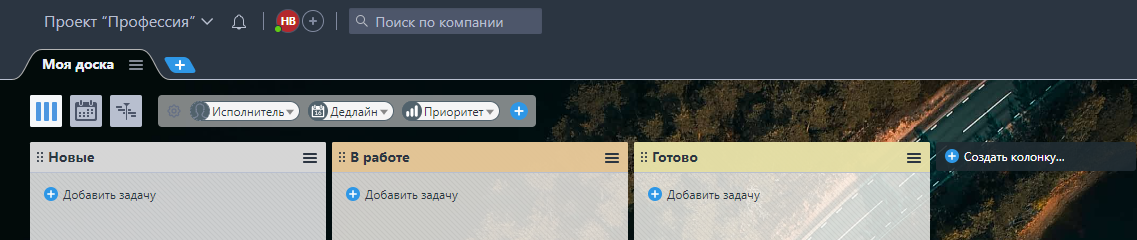 Проект “Профессия”
НВ
Поиск по компании
Моя доска
Исполнитель
Дедлайн
Приоритет
Новые
В работе
Готово
Создать колонку...
Добавить задачу
Добавить задачу
Добавить задачу